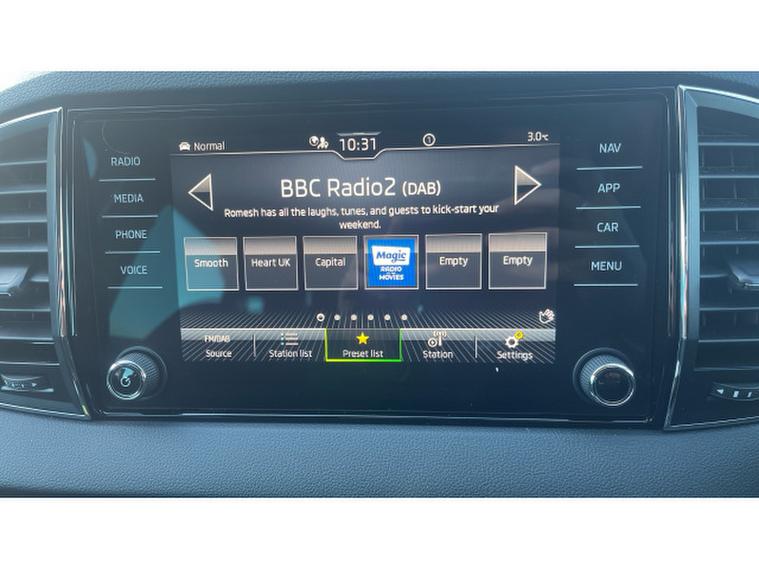 Normal
10:31
1
3.0°C
RADIO
MEDIA
PHONE
VOICE
NAV
APP
CAR
MENU
BBC Radio2 (DAB)
Romesh has all the laughs, tunes, and guests to kick-start your
weekend.
Smooth
Heart UK
Capital
Magic
RADIO
MOVIES
Empty
Empty
FM/DAB
Source
Station list
Preset list
Station
Settings